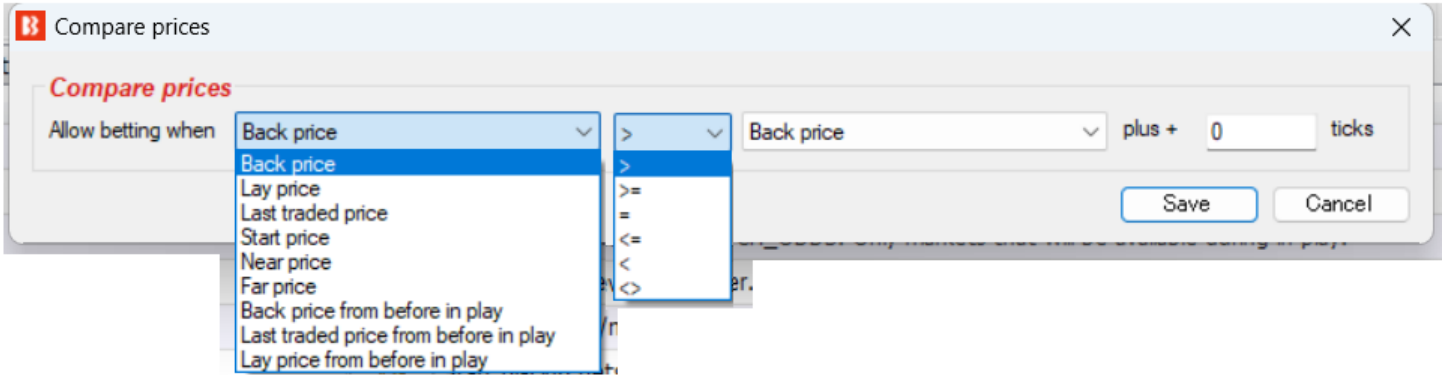 Compare prices
Compare prices
Allow betting when Back price > Back price plus + 0 ticks
Back price >
Lay price >=
Last traded price =
Start price <=
Near price <
Far price <>
Back price from before in play
Last traded price from before in play
Lay price from before in play
Save Cancel